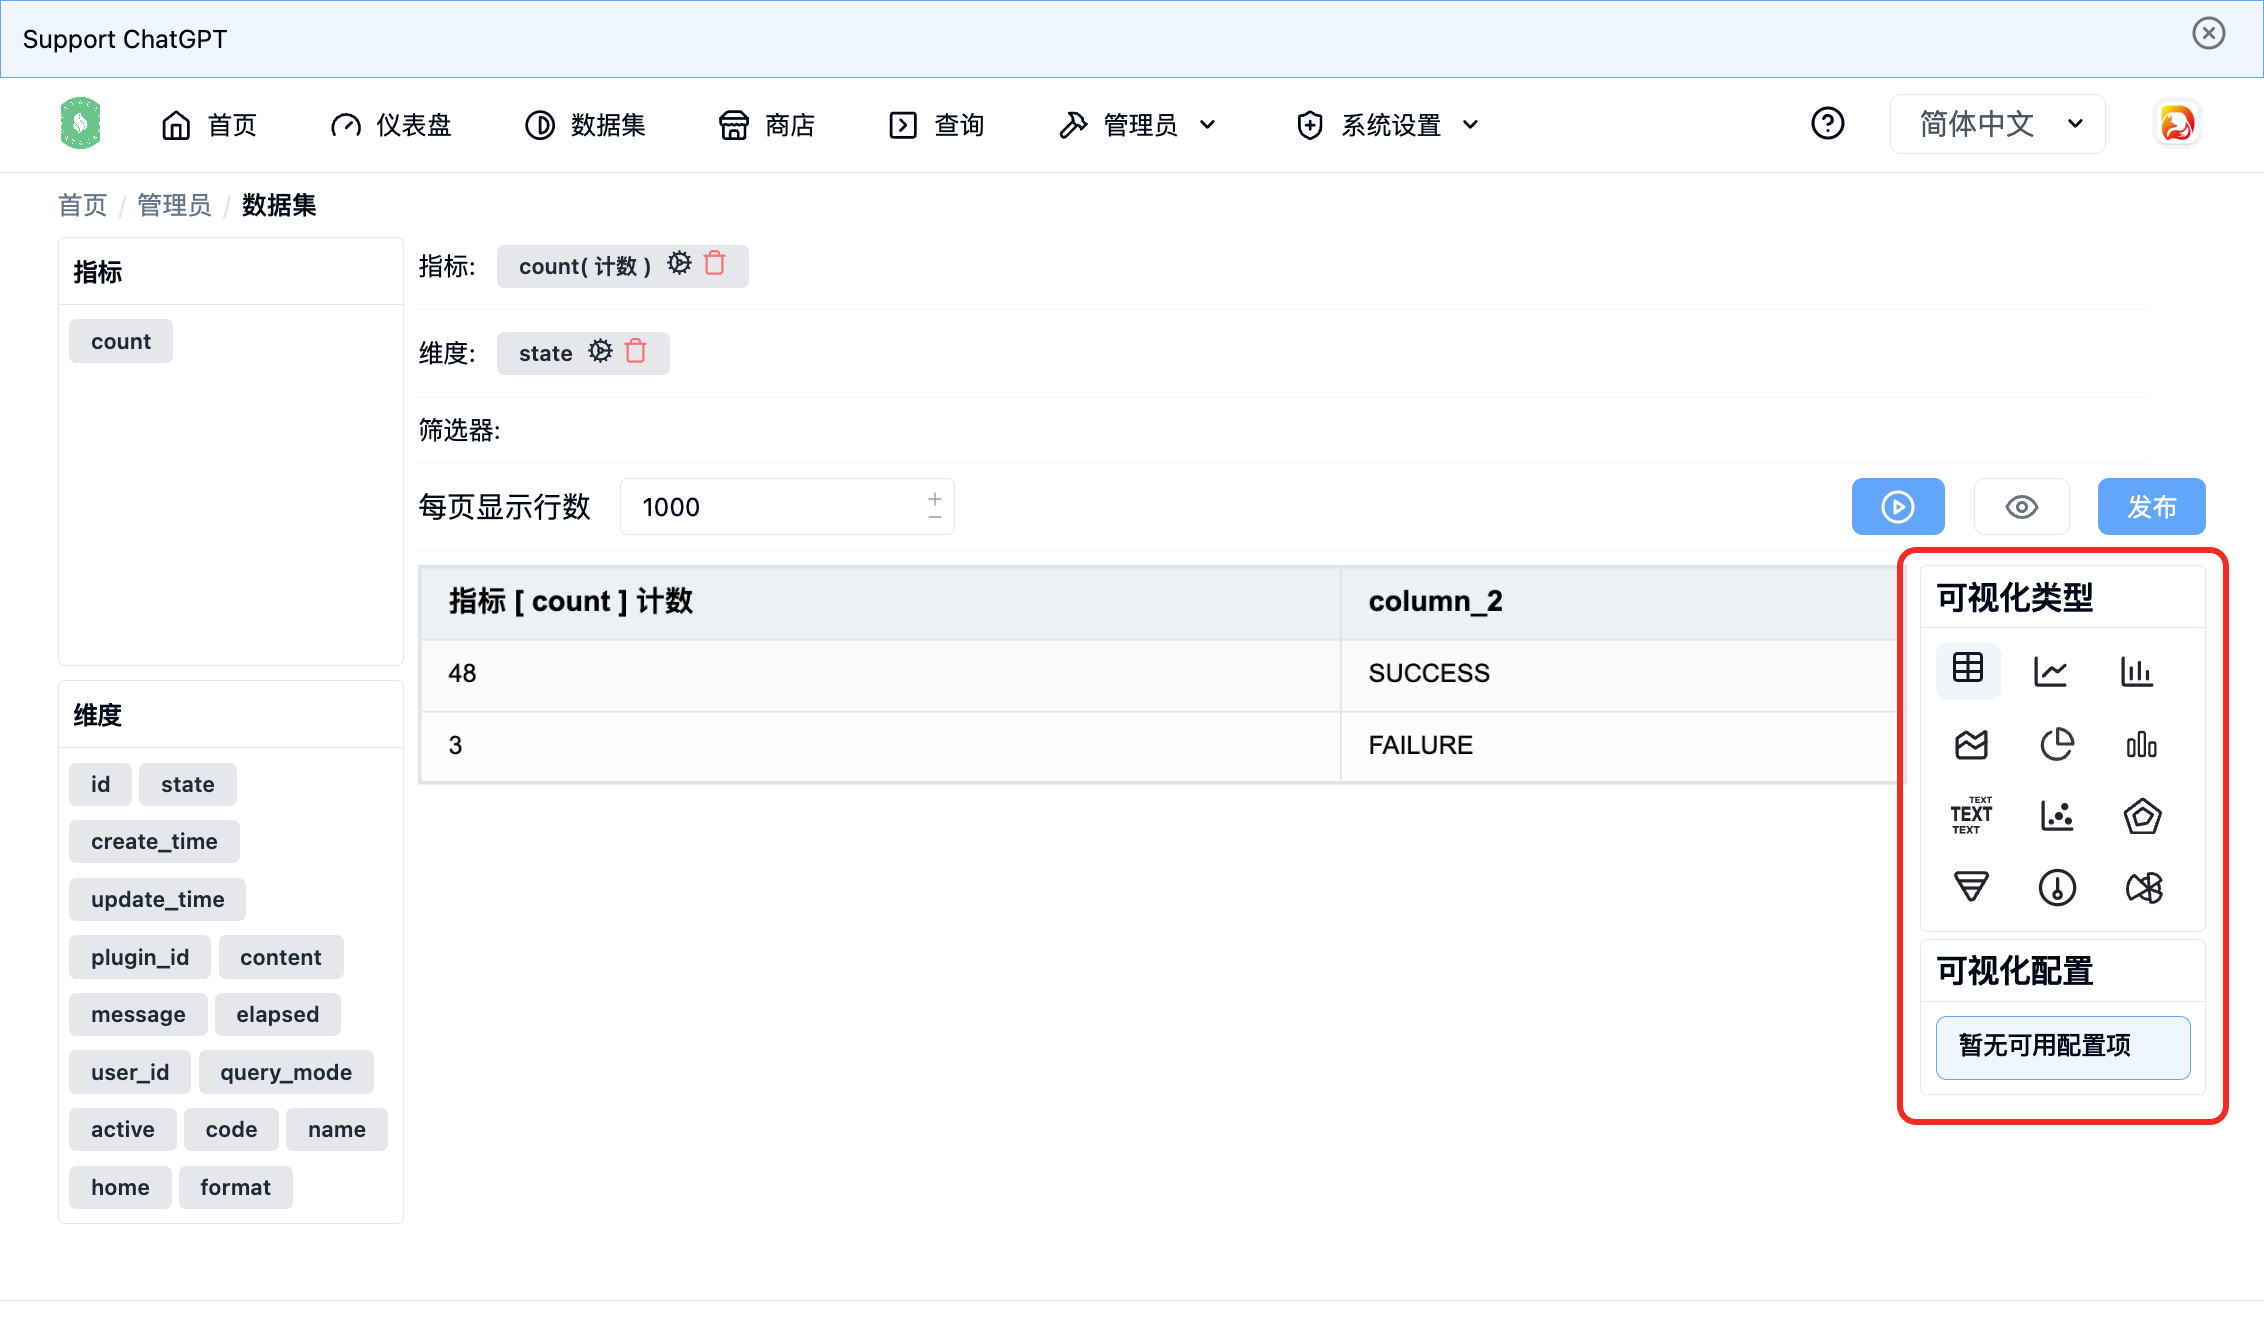 Support ChatGPT
首页 仪表盘 数据集 商店 查询 管理员 系统设置 简体中文
首页 / 管理员 / 数据集
指标
count
维度
id state
create_time
update_time
plugin_id content
message elapsed
user_id query_mode
active code name
home format
指标: count( 计数 )
维度: state
筛选器:
每页显示行数 1000 发布
指标 [ count ] 计数 column_2
48 SUCCESS
3 FAILURE
可视化类型
TEXT
TEXT
TEXT
可视化配置
暂无可用配置项